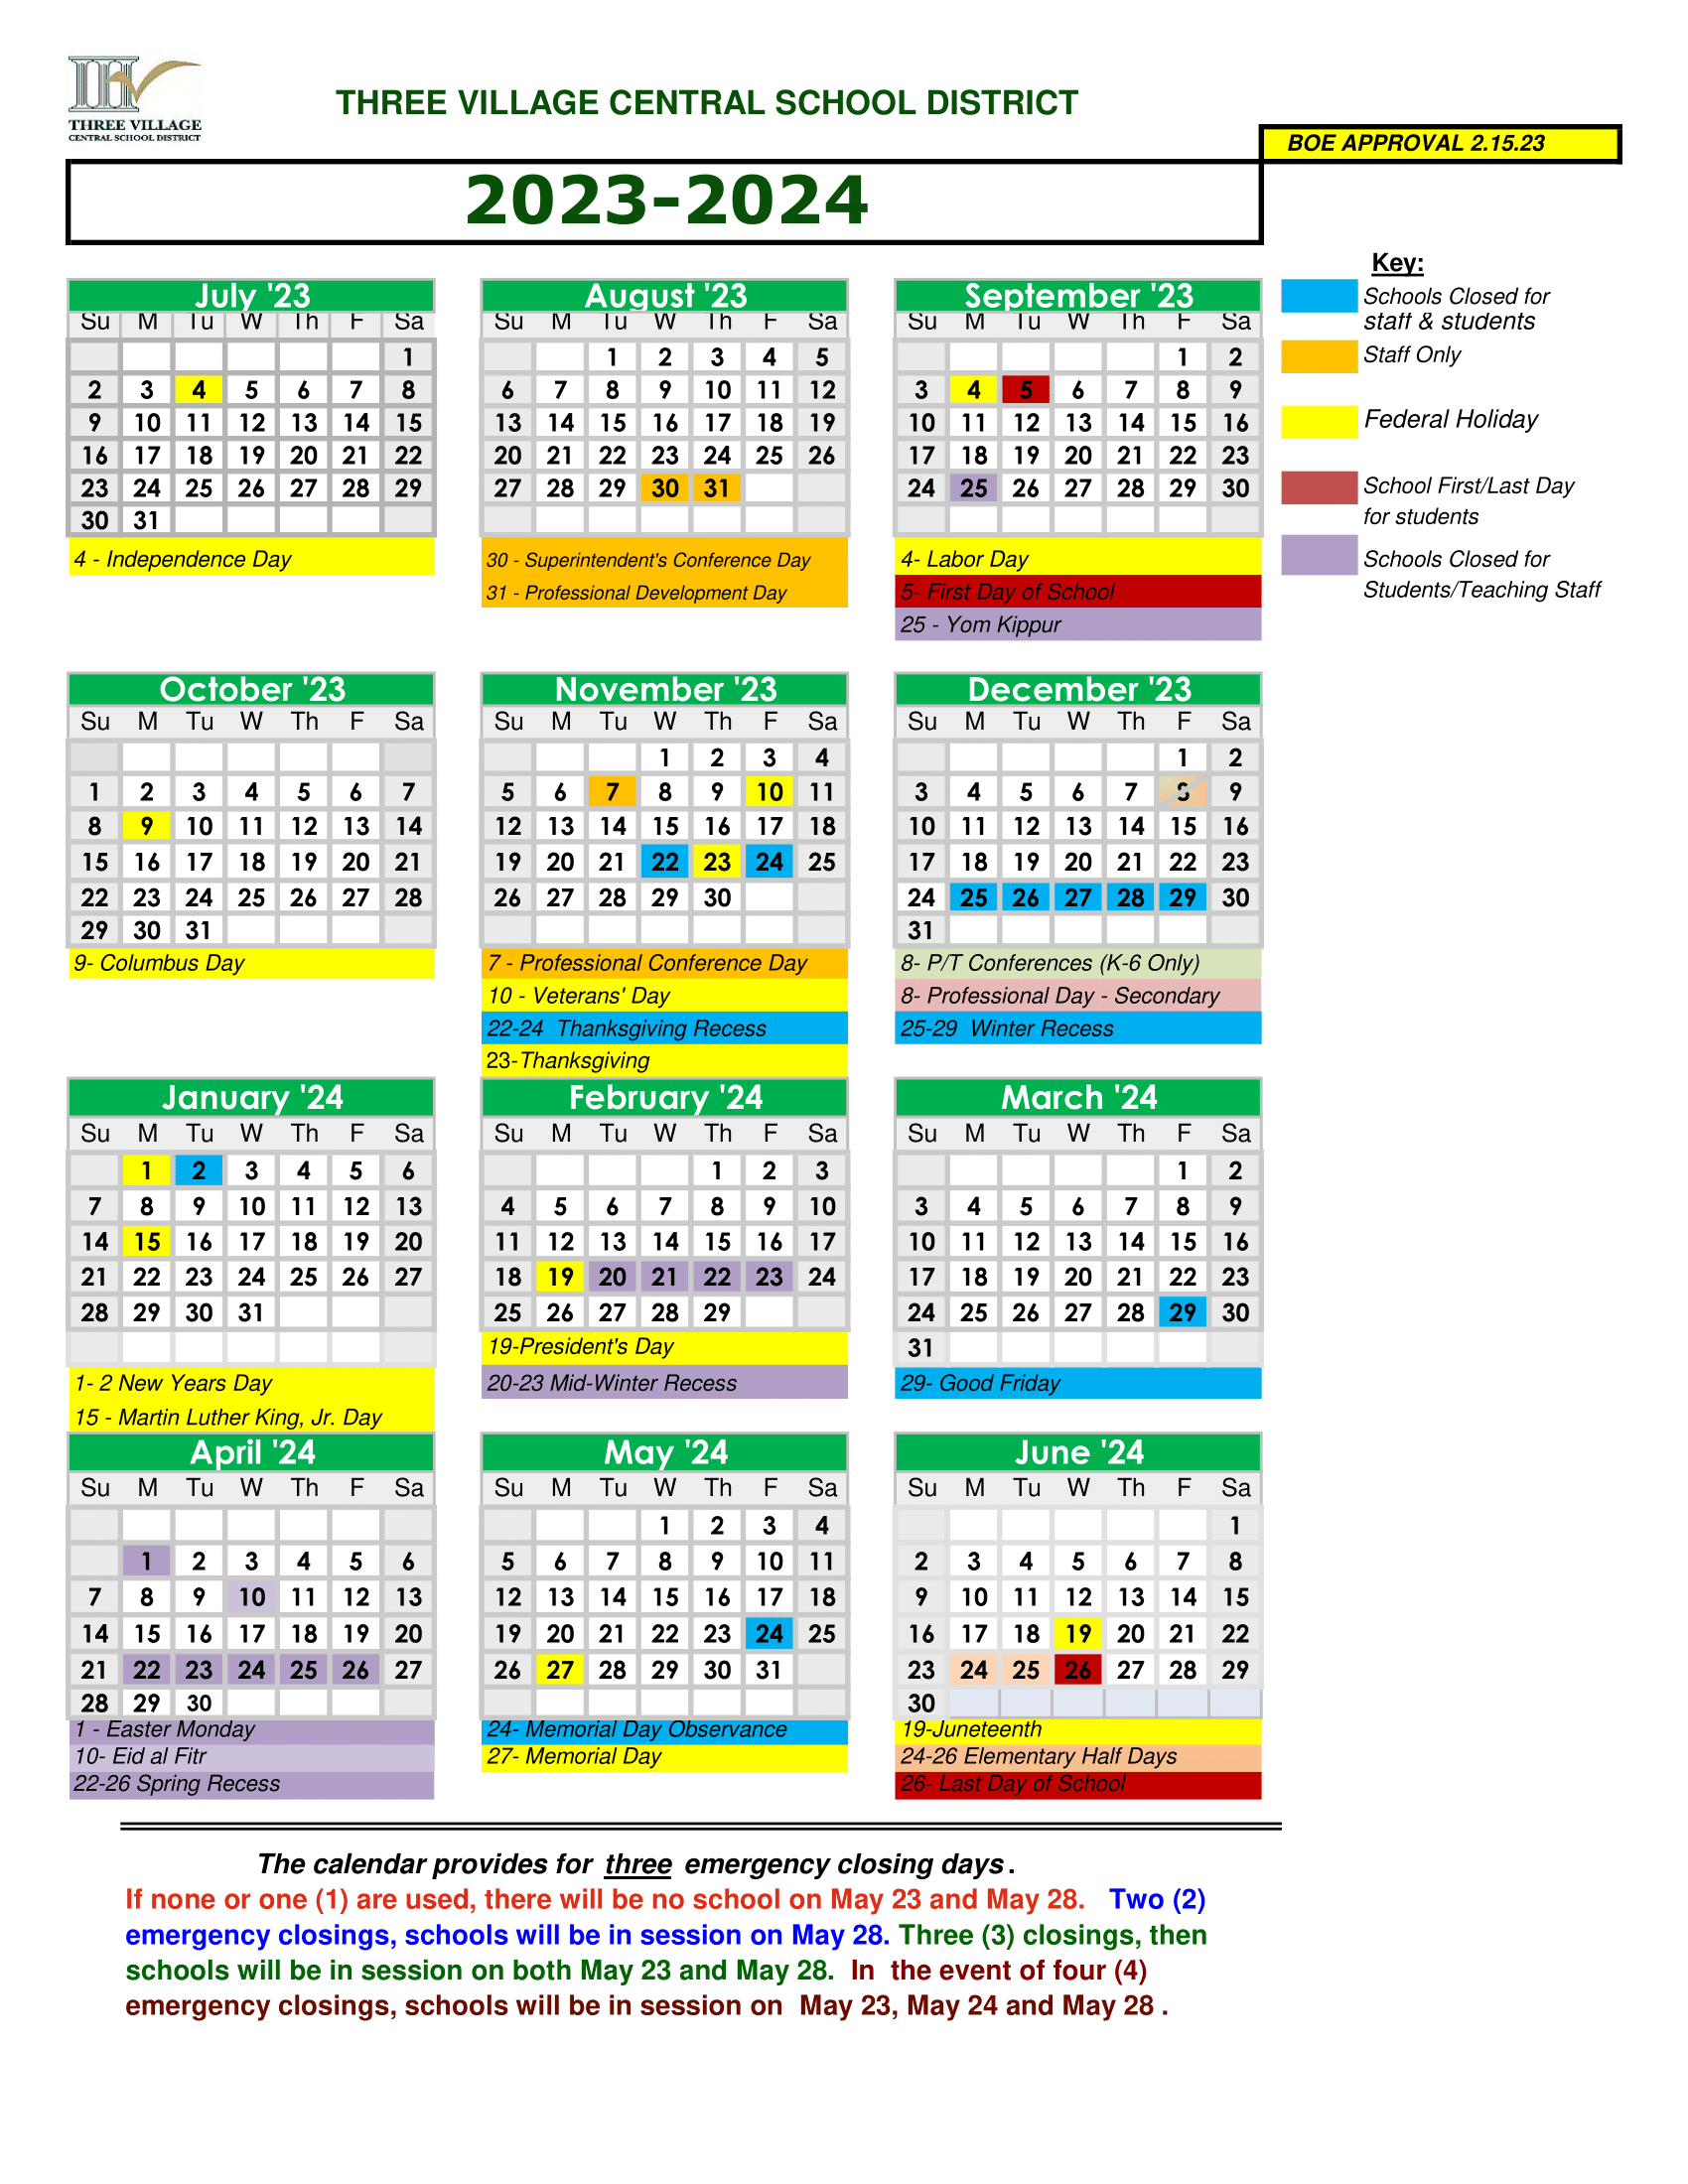 THREE VILLAGE
CENTRAL SCHOOL DISTRICT
THREE VILLAGE CENTRAL SCHOOL DISTRICT
BOE APPROVAL 2.15.23
2023-2024
Key:
Schools Closed for
staff & students
Staff Only
Federal Holiday
School First/Last Day
for students
Schools Closed for
Students/Teaching Staff
July '23
Su M Tu W Th F Sa
1
2 3 4 5 6 7 8
9 10 11 12 13 14 15
16 17 18 19 20 21 22
23 24 25 26 27 28 29
30 31
4 - Independence Day
August '23
Su M Tu W Th F Sa
1 2 3 4 5
6 7 8 9 10 11 12
13 14 15 16 17 18 19
20 21 22 23 24 25 26
27 28 29 30 31
30 - Superintendent's Conference Day
31 - Professional Development Day
September '23
Su M Tu W Th F Sa
1 2
3 4 5 6 7 8 9
10 11 12 13 14 15 16
17 18 19 20 21 22 23
24 25 26 27 28 29 30
4- Labor Day
5- First Day of School
25 - Yom Kippur
October '23
Su M Tu W Th F Sa
1 2 3 4 5 6 7
8 9 10 11 12 13 14
15 16 17 18 19 20 21
22 23 24 25 26 27 28
29 30 31
9- Columbus Day
November '23
Su M Tu W Th F Sa
1 2 3 4
5 6 7 8 9 10 11
12 13 14 15 16 17 18
19 20 21 22 23 24 25
26 27 28 29 30
7 - Professional Conference Day
10 - Veterans' Day
22-24 Thanksgiving Recess
23-Thanksgiving
December '23
Su M Tu W Th F Sa
1 2
3 4 5 6 7 8 9
10 11 12 13 14 15 16
17 18 19 20 21 22 23
24 25 26 27 28 29 30
31
8- P/T Conferences (K-6 Only)
8- Professional Day - Secondary
25-29 Winter Recess
January '24
Su M Tu W Th F Sa
1 2 3 4 5 6
7 8 9 10 11 12 13
14 15 16 17 18 19 20
21 22 23 24 25 26 27
28 29 30 31
1- 2 New Years Day
15 - Martin Luther King, Jr. Day
February '24
Su M Tu W Th F Sa
1 2 3
4 5 6 7 8 9 10
11 12 13 14 15 16 17
18 19 20 21 22 23 24
25 26 27 28 29
19-President's Day
20-23 Mid-Winter Recess
March '24
Su M Tu W Th F Sa
1 2
3 4 5 6 7 8 9
10 11 12 13 14 15 16
17 18 19 20 21 22 23
24 25 26 27 28 29 30
31
29- Good Friday
April '24
Su M Tu W Th F Sa
1 2 3 4 5 6
7 8 9 10 11 12 13
14 15 16 17 18 19 20
21 22 23 24 25 26 27
28 29 30
1 - Easter Monday
10- Eid al Fitr
22-26 Spring Recess
May '24
Su M Tu W Th F Sa
1 2 3 4
5 6 7 8 9 10 11
12 13 14 15 16 17 18
19 20 21 22 23 24 25
26 27 28 29 30 31
24- Memorial Day Observance
27- Memorial Day
June '24
Su M Tu W Th F Sa
1
2 3 4 5 6 7 8
9 10 11 12 13 14 15
16 17 18 19 20 21 22
23 24 25 26 27 28 29
30
19-Juneteenth
24-26 Elementary Half Days
26- Last Day of School
The calendar provides for three emergency closing days.
If none or one (1) are used, there will be no school on May 23 and May 28. Two (2)
emergency closings, schools will be in session on May 28. Three (3) closings, then
schools will be in session on both May 23 and May 28. In the event of four (4)
emergency closings, schools will be in session on May 23, May 24 and May 28 .